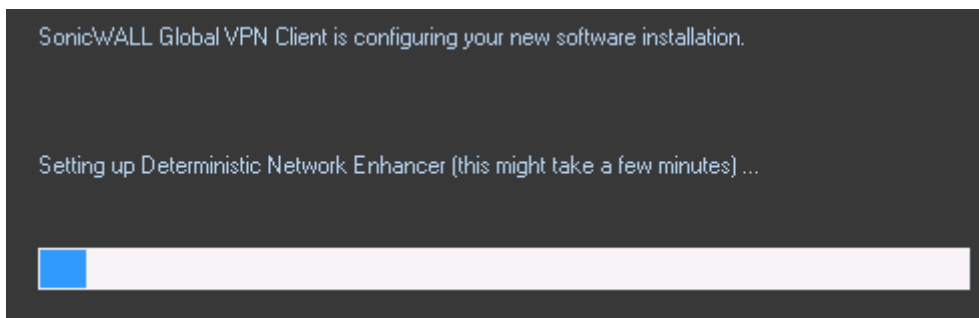 SonicWALL Global VPN Client is configuring your new software installation.
Setting up Deterministic Network Enhancer (this might take a few minutes) ...